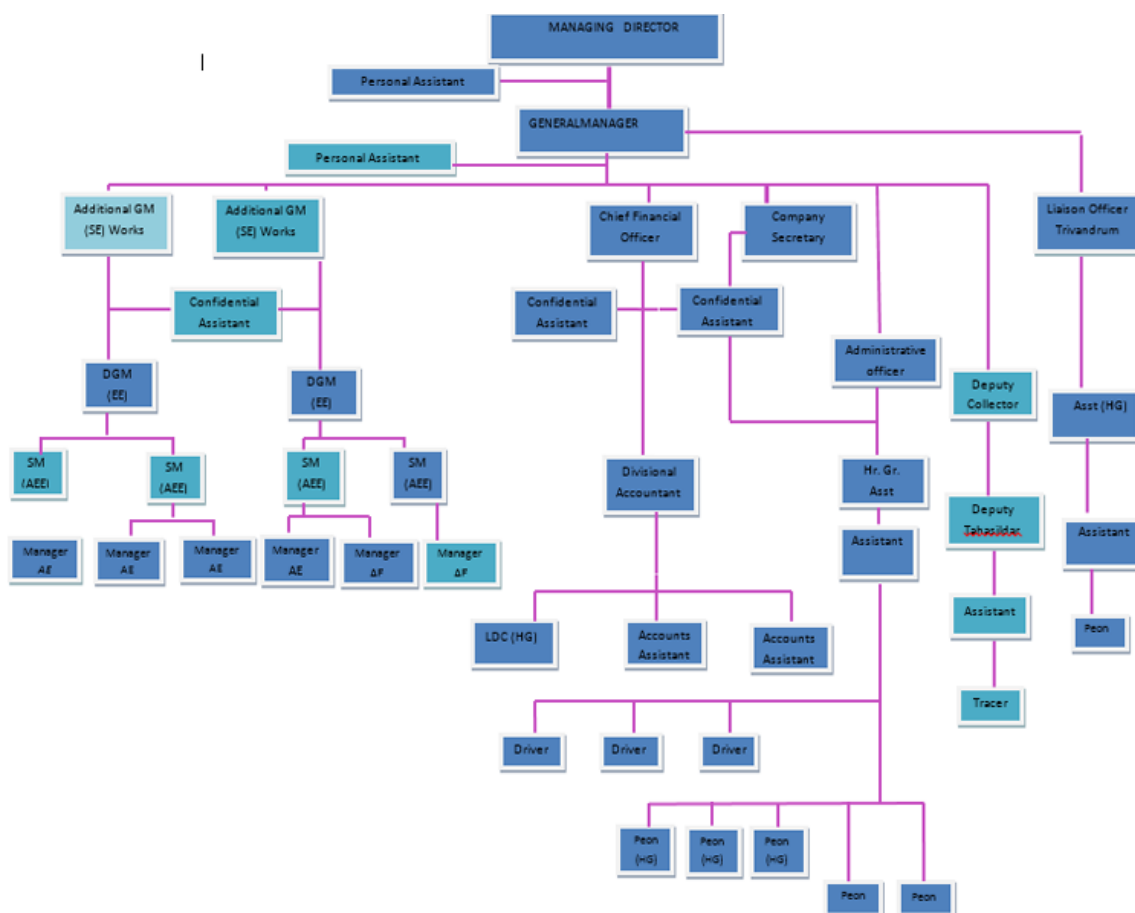 MANAGING DIRECTOR
Personal Assistant
GENERALMANAGER
Personal Assistant
Additional GM
(SE) Works
Additional GM
(SE) Works
Chief Financial
Officer
Company
Secretary
Liaison Officer
Trivandrum
Confidential
Assistant
Confidential
Assistant
Confidential
Assistant
Administrative
officer
DGM
(EE)
DGM
(EE)
Deputy
Collector
Asst (HG)
SM
(AEE)
SM
(AEE)
SM
(AEE)
SM
(AEE)
Divisional
Accountant
Hr. Gr.
Asst
Deputy
Tahasildar
Manager
AE
Manager
AE
Manager
AE
Manager
AE
Manager
AE
Manager
AE
Assistant
Assistant
Assistant
LDC (HG)
Accounts
Assistant
Accounts
Assistant
Peon
Tracer
Driver
Driver
Driver
Peon
(HG)
Peon
(HG)
Peon
(HG)
Peon
Peon